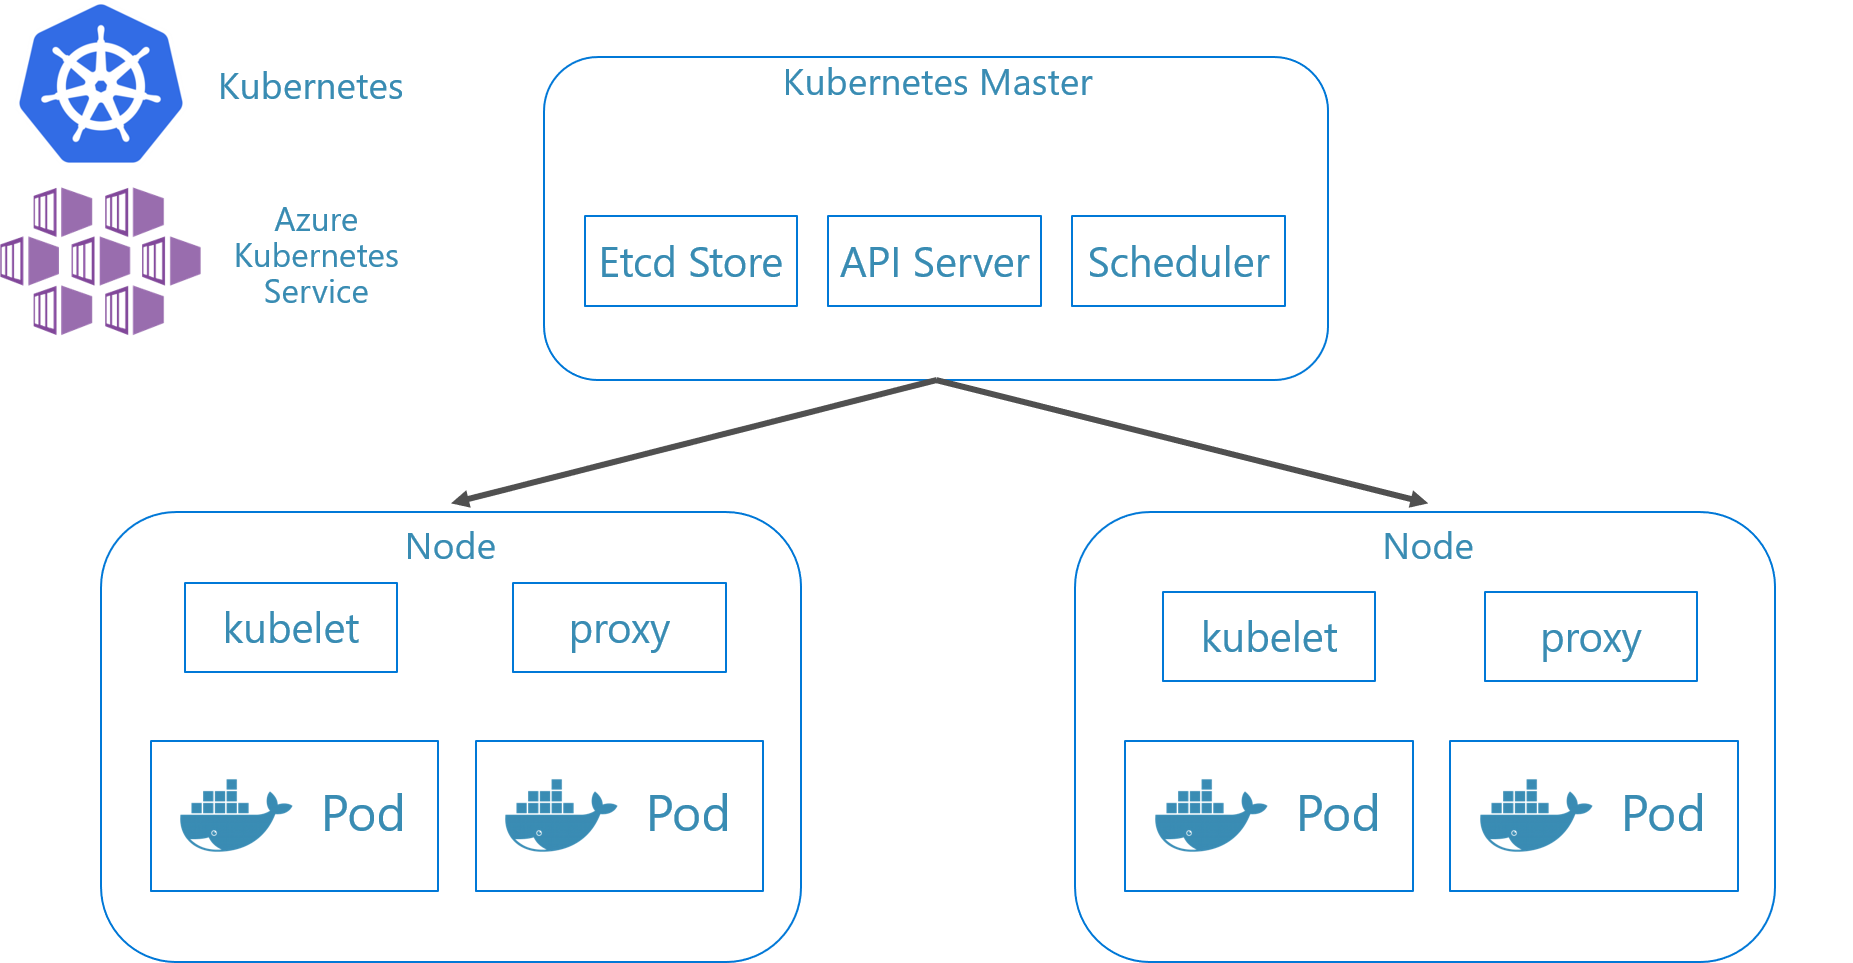 Kubernetes
Kubernetes Master
Azure
Kubernetes
Service
Etcd Store
API Server
Scheduler
Node
kubelet
proxy
Pod
Pod
Node
kubelet
proxy
Pod
Pod